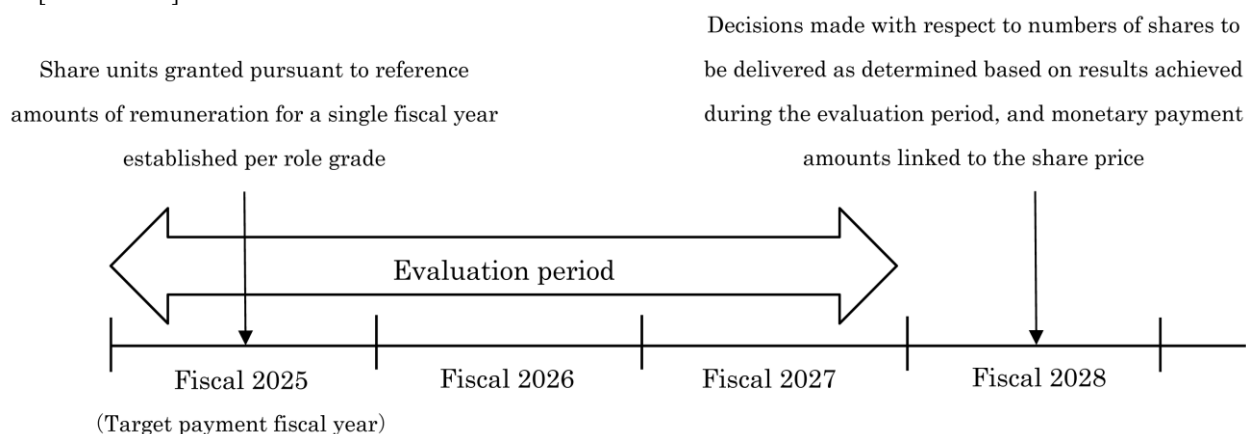 Share units granted pursuant to reference
amounts of remuneration for a single fiscal year
established per role grade
Decisions made with respect to numbers of shares to
be delivered as determined based on results achieved
during the evaluation period, and monetary payment
amounts linked to the share price
Evaluation period
Fiscal 2025
Fiscal 2026
Fiscal 2027
Fiscal 2028
(Target payment fiscal year)